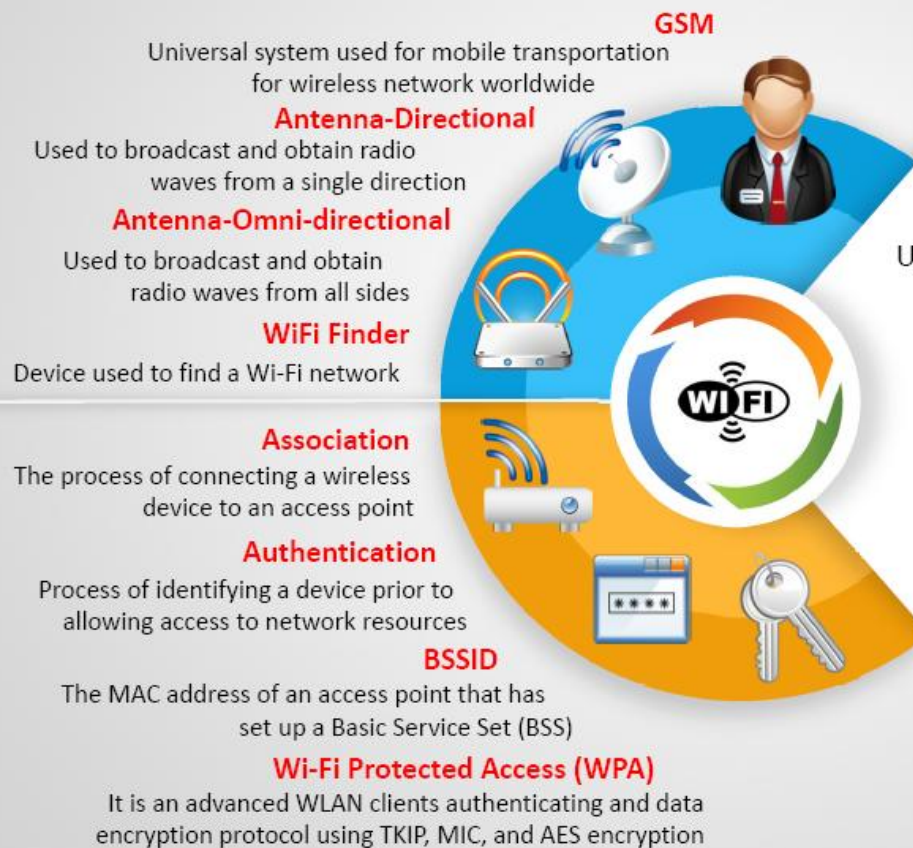 GSM
Universal system used for mobile transportation
for wireless network worldwide
Antenna-Directional
Used to broadcast and obtain radio
waves from a single direction
Antenna-Omni-directional
Used to broadcast and obtain
radio waves from all sides
WiFi Finder
Device used to find a Wi-Fi network
Association
The process of connecting a wireless
device to an access point
Authentication
Process of identifying a device prior to
allowing access to network resources
BSSID
The MAC address of an access point that has
set up a Basic Service Set (BSS)
Wi-Fi Protected Access (WPA)
It is an advanced WLAN clients authenticating and data
encryption protocol using TKIP, MIC, and AES encryption
WI FI
****
U